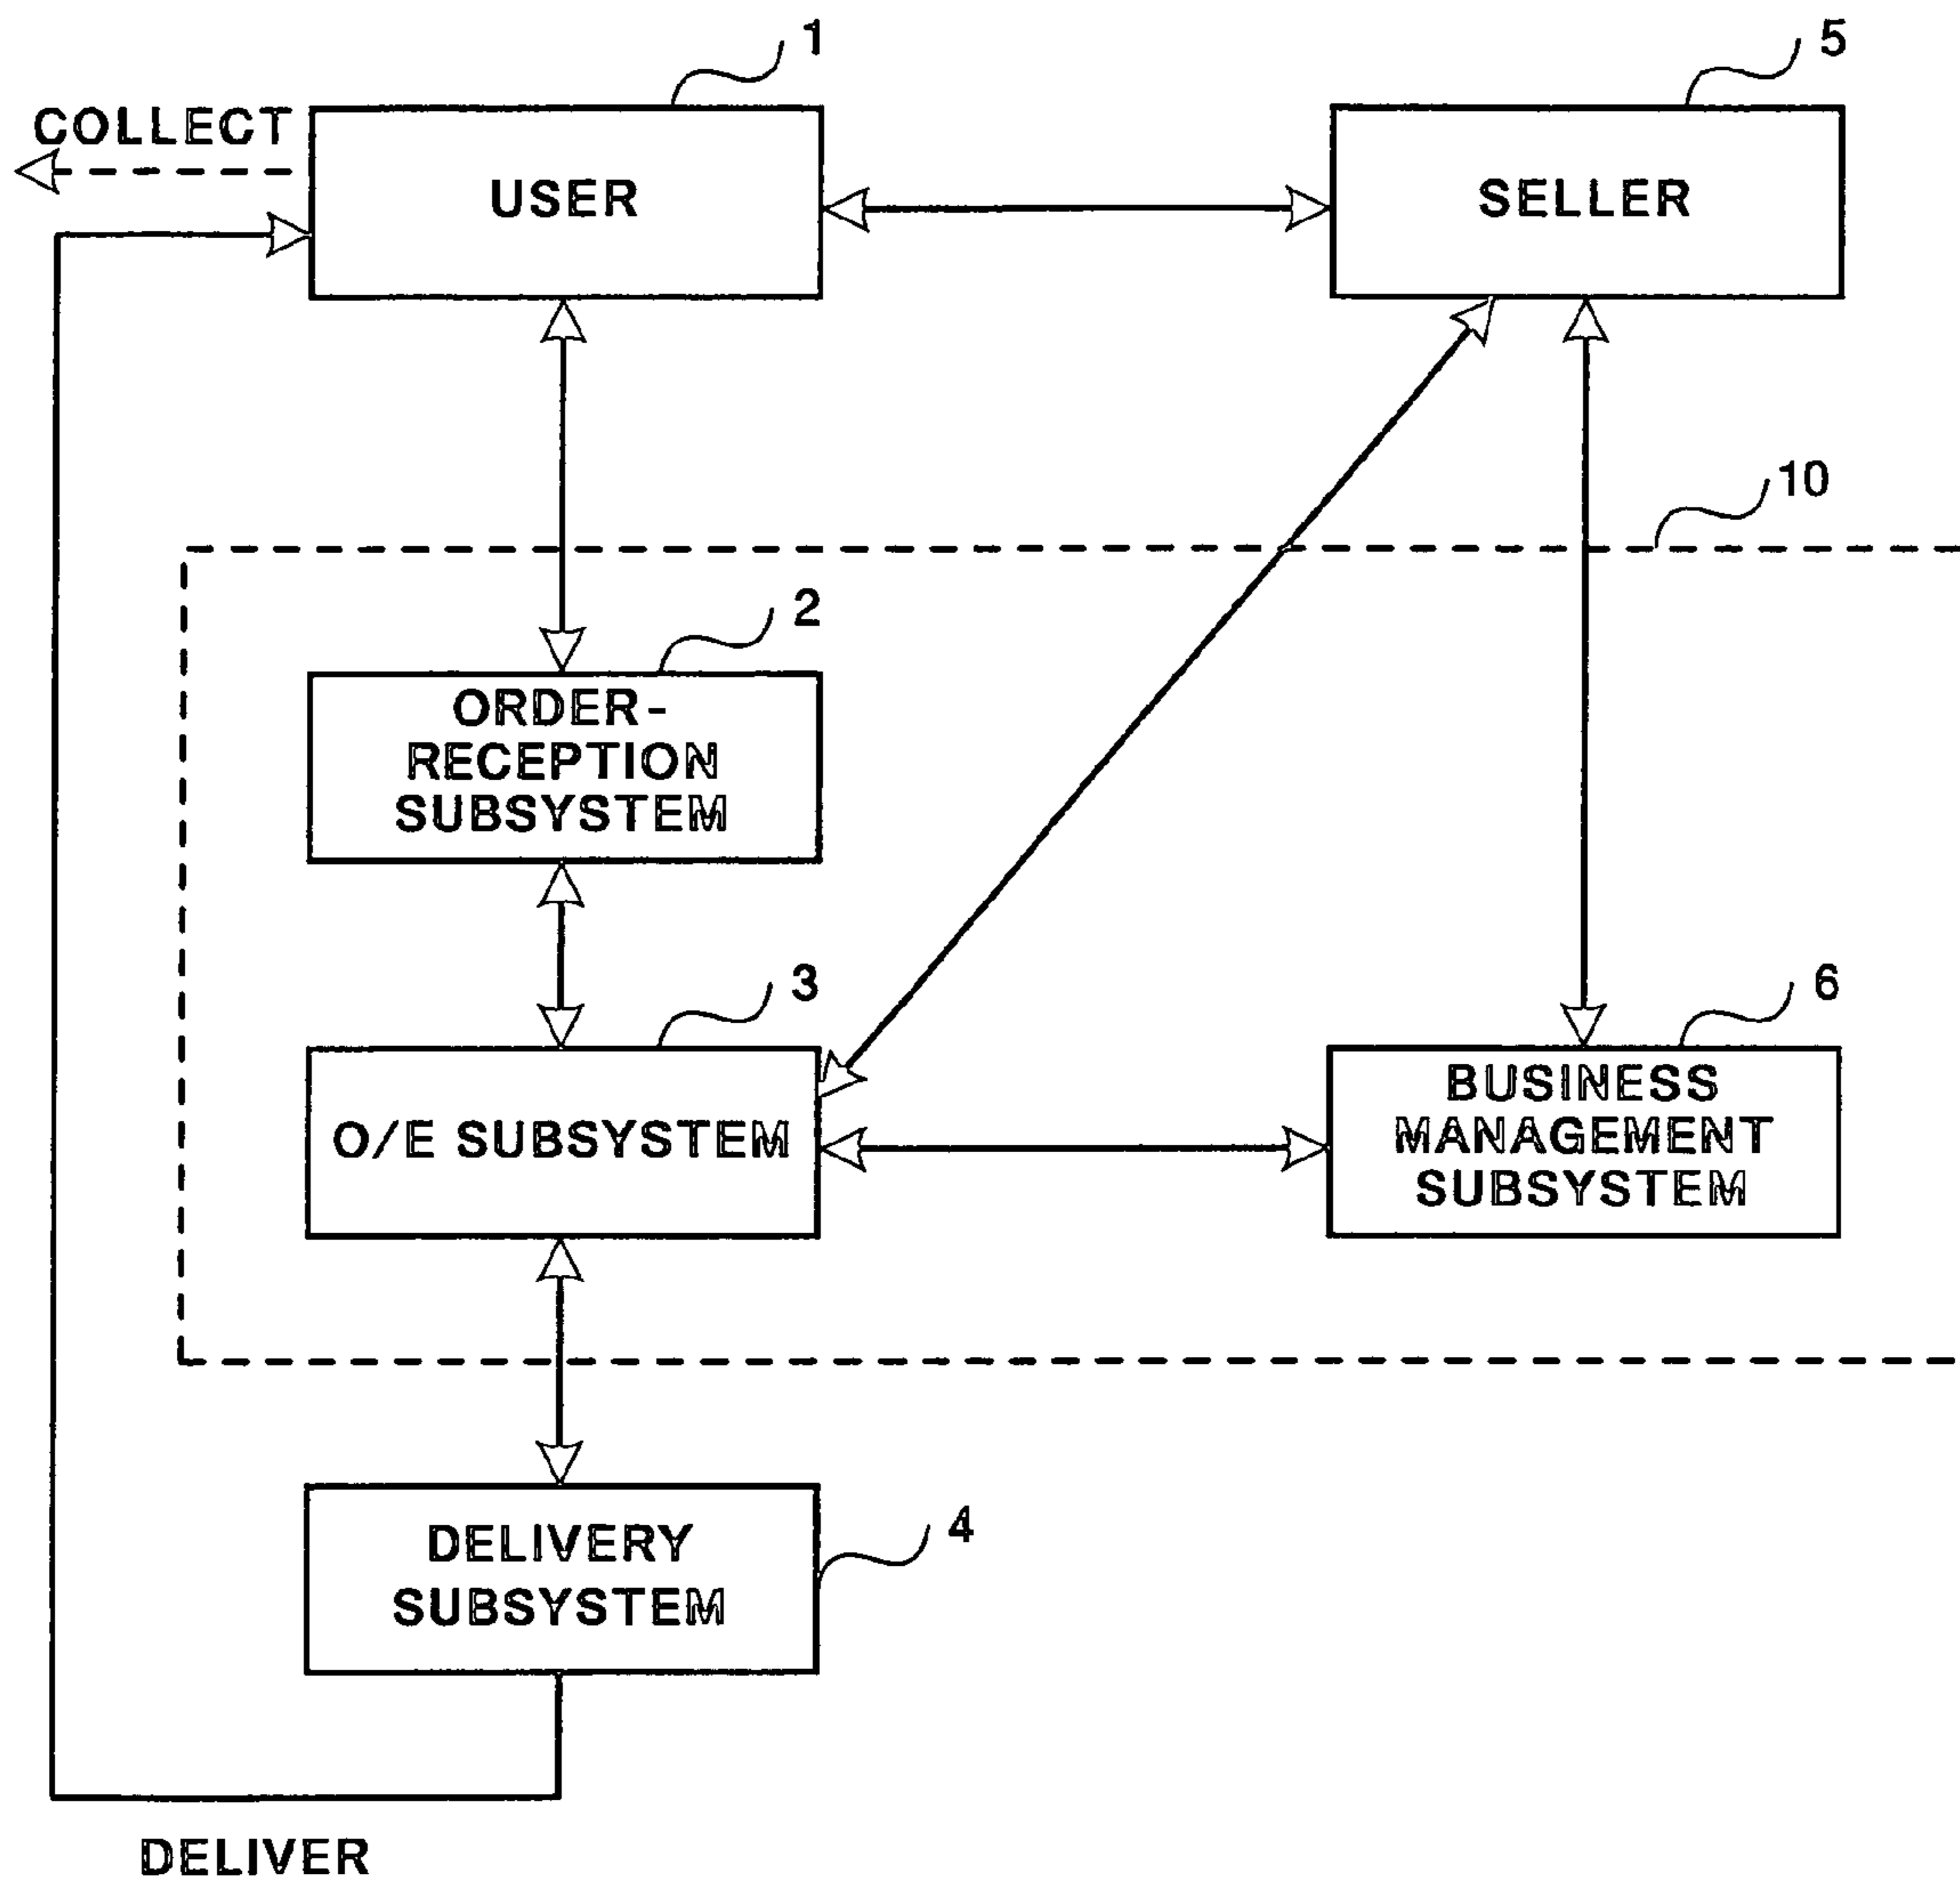 1
5
COLLECT
USER
SELLER
10
2
ORDER-
RECEPTION
SUBSYSTEM
3
6
O/E SUBSYSTEM
BUSINESS
MANAGEMENT
SUBSYSTEM
4
DELIVERY
SUBSYSTEM
DELIVER